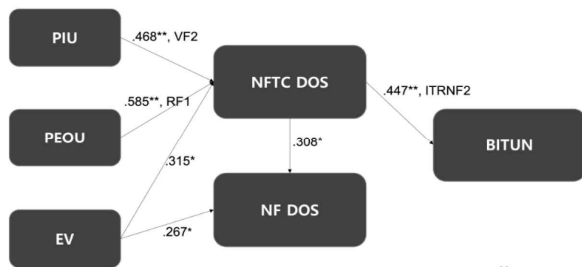 PIU
.468**, VF2
NFTC DOS
.585**, RF1
.447**, ITRNF2
PEOU
.308*
BITUN
.315*
NF DOS
EV
.267*